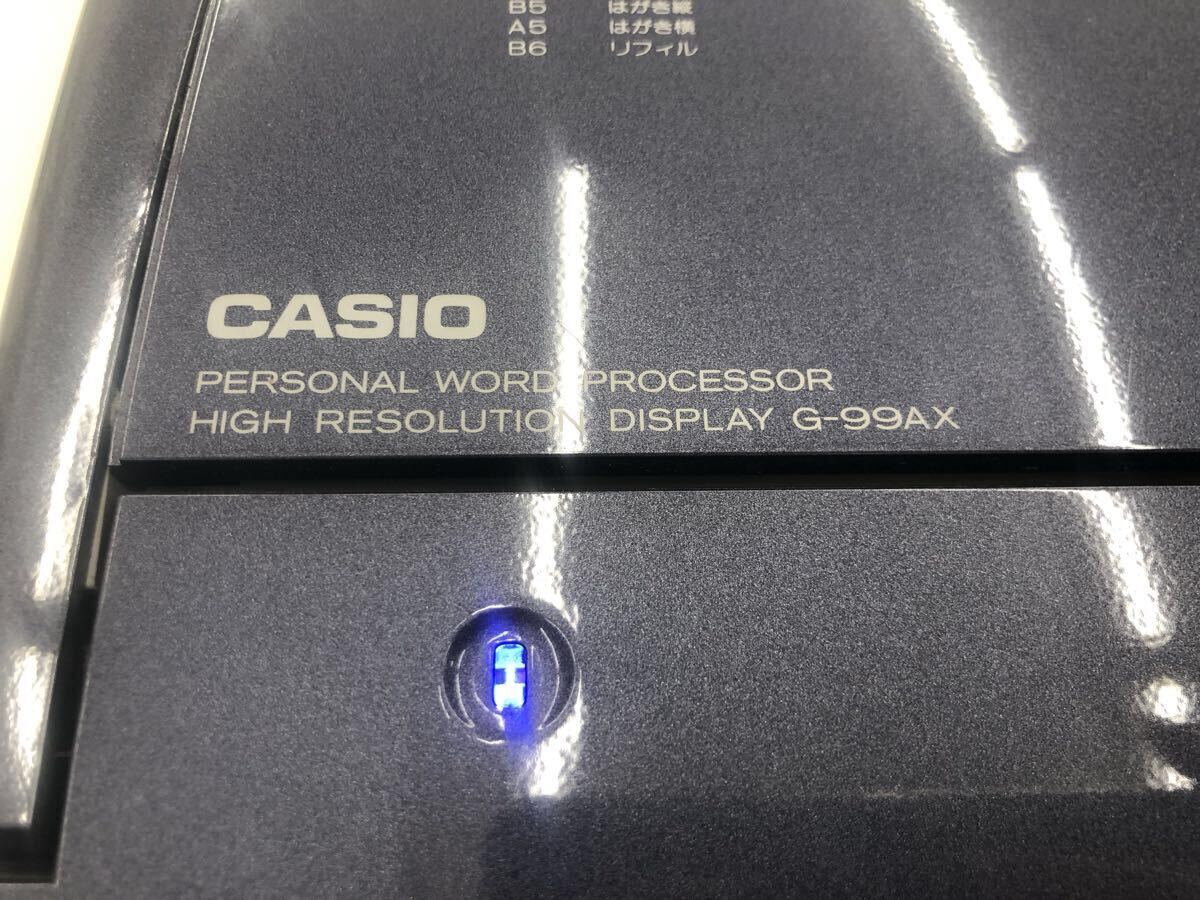 B5 はがき縦
A5 はがき横
B6 リフィル
CASIO
PERSONAL WORD PROCESSOR
HIGH RESOLUTION DISPLAY G-99AX